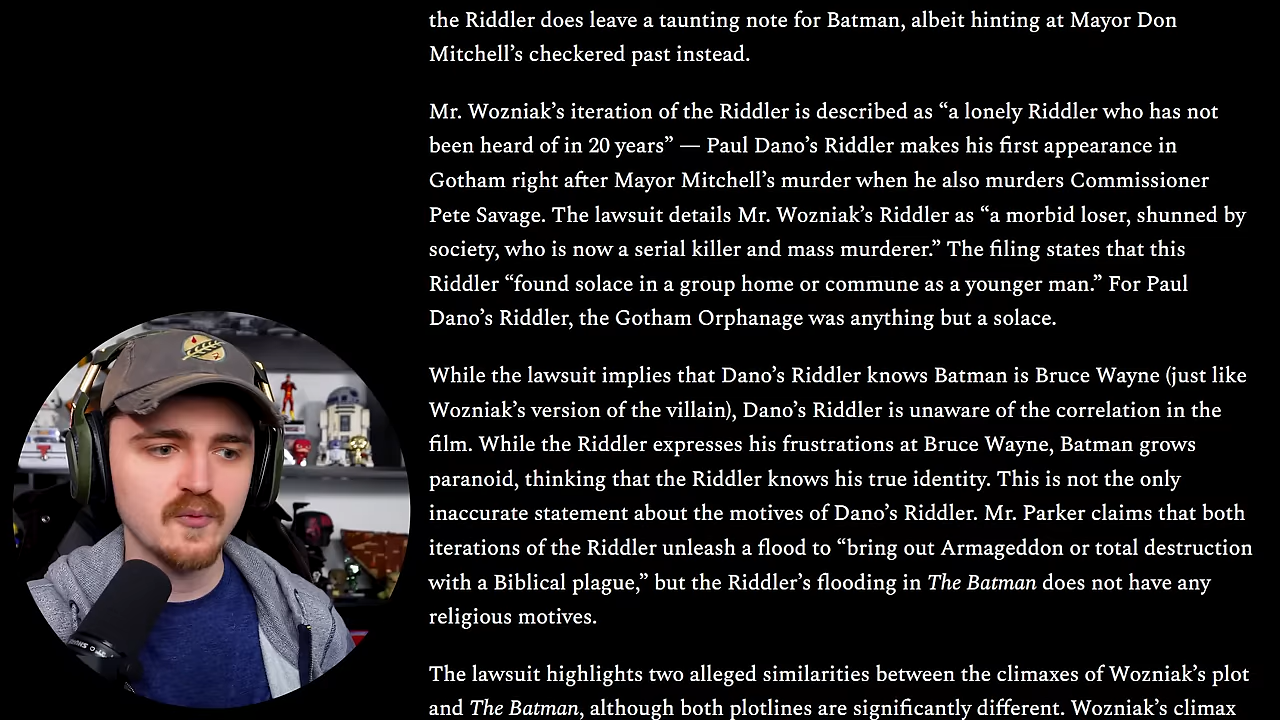 the Riddler does leave a taunting note for Batman, albeit hinting at Mayor Don
Mitchell’s checkered past instead.
Mr. Wozniak’s iteration of the Riddler is described as “a lonely Riddler who has not
been heard of in 20 years” — Paul Dano’s Riddler makes his first appearance in
Gotham right after Mayor Mitchell’s murder when he also murders Commissioner
Pete Savage. The lawsuit details Mr. Wozniak’s Riddler as “a morbid loser, shunned by
society, who is now a serial killer and mass murderer.” The filing states that this
Riddler “found solace in a group home or commune as a younger man.” For Paul
Dano’s Riddler, the Gotham Orphanage was anything but a solace.
While the lawsuit implies that Dano’s Riddler knows Batman is Bruce Wayne (just like
Wozniak’s version of the villain), Dano’s Riddler is unaware of the correlation in the
film. While the Riddler expresses his frustrations at Bruce Wayne, Batman grows
paranoid, thinking that the Riddler knows his true identity. This is not the only
inaccurate statement about the motives of Dano’s Riddler. Mr. Parker claims that both
iterations of the Riddler unleash a flood to “bring out Armageddon or total destruction
with a Biblical plague,” but the Riddler’s flooding in The Batman does not have any
religious motives.
The lawsuit highlights two alleged similarities between the climaxes of Wozniak’s plot
and The Batman, although both plotlines are significantly different. Wozniak’s climax